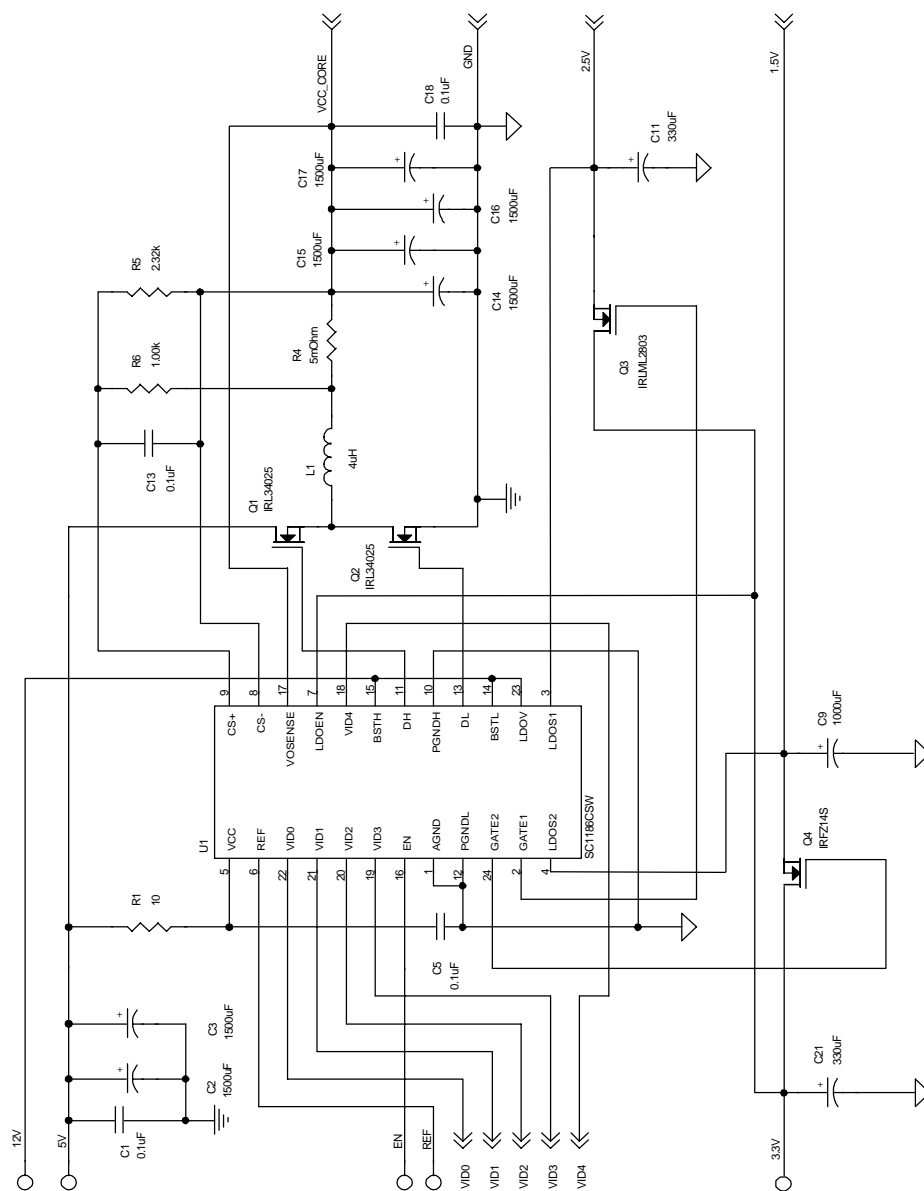 12V
5V
C1
0.1uF
C2
1500uF
C3
1500uF
R1
10
EN
REF
VID0
VID1
VID2
VID3
VID4
3.3V
C5
0.1uF
U1
5
VCC
6
REF
22
VID0
21
VID1
20
VID2
19
VID3
16
EN
1
AGND
12
PGNDL
24
GATE2
2
GATE1
4
LDOS2
SC1186CSW
CS+
9
CS-
8
VOSENSE
17
LDOEN
7
VID4
18
BSTH
15
DH
11
PGNDH
10
DL
13
BSTL
14
LDOV
23
LDOS1
3
C13
0.1uF
R6
1.00k
R5
2.32k
Q1
IRL34025
Q2
IRL34025
L1
4uH
R4
5mOhm
C14
1500uF
C15
1500uF
C16
1500uF
C17
1500uF
C18
0.1uF
VCC_CORE
GND
Q3
IRLML2803
C11
330uF
2.5V
C21
330uF
Q4
IRFZ14S
C9
1000uF
1.5V